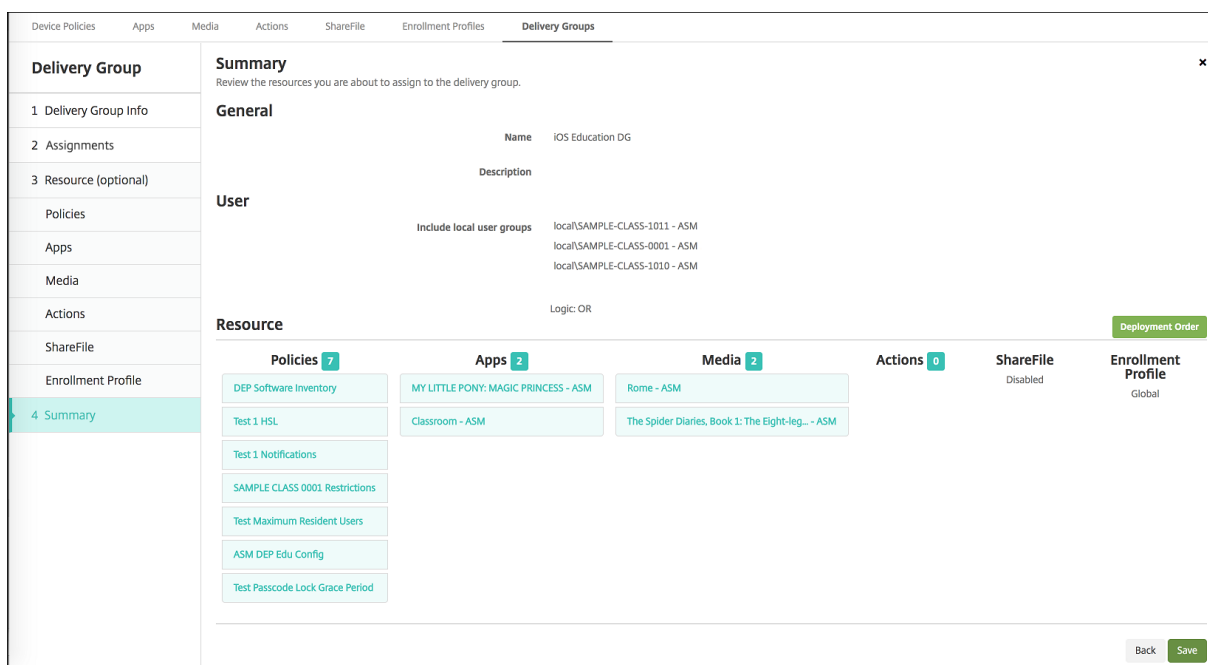 Device Policies Apps Media Actions ShareFile Enrollment Profiles Delivery Groups
Delivery Group
1 Delivery Group Info
2 Assignments
3 Resource (optional)
Policies
Apps
Media
Actions
ShareFile
Enrollment Profile
4 Summary
Summary
Review the resources you are about to assign to the delivery group.
General
Name iOS Education DG
Description
User
Include local user groups local\SAMPLE-CLASS-1011 - ASM
local\SAMPLE-CLASS-0001 - ASM
local\SAMPLE-CLASS-1010 - ASM
Logic: OR
Resource
Deployment Order
Policies 7
DEP Software Inventory
Test 1 HSL
Test 1 Notifications
SAMPLE CLASS 0001 Restrictions
Test Maximum Resident Users
ASM DEP Edu Config
Test Passcode Lock Grace Period
Apps 2
MY LITTLE PONY: MAGIC PRINCESS - ASM
Classroom - ASM
Media 2
Rome - ASM
The Spider Diaries, Book 1: The Eight-leg... - ASM
Actions 0
ShareFile
Disabled
Enrollment
Profile
Global
Back Save